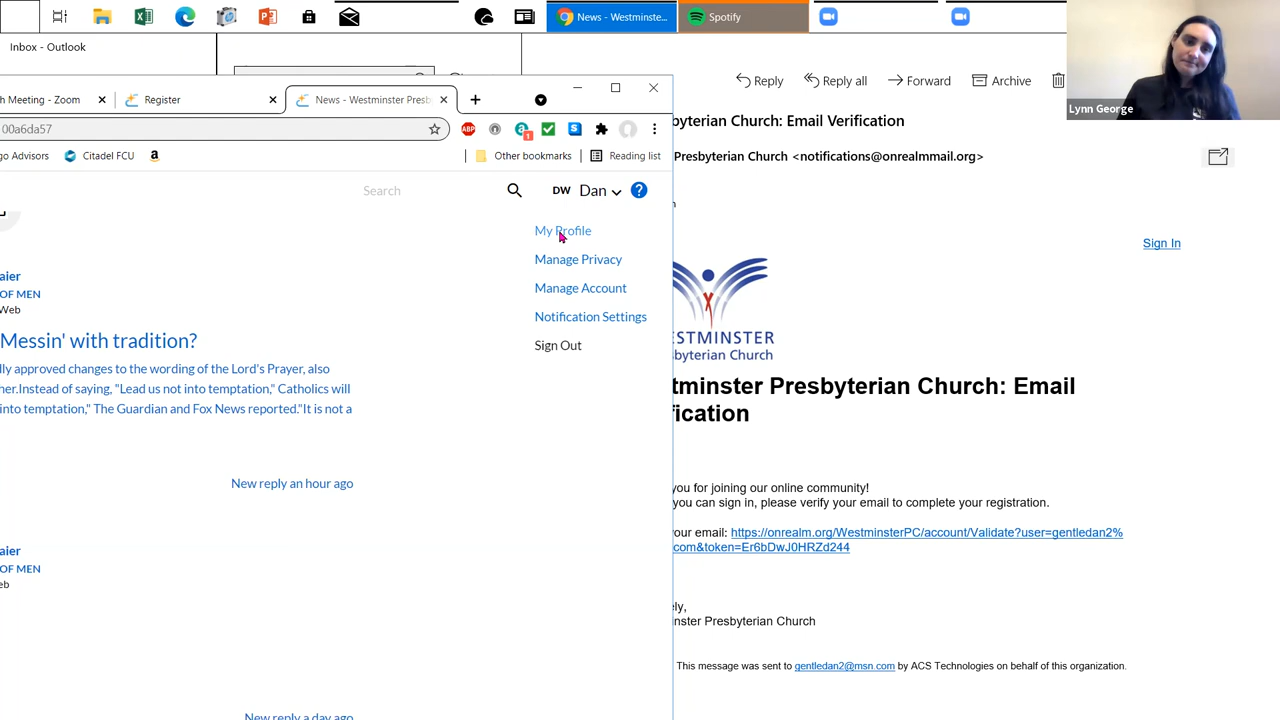 News - Westminste...
Spotify
Inbox - Outlook
h Meeting - Zoom
Register
News - Westminster Presb
00a6da57
ABP
1
go Advisors
Citadel FCU
Other bookmarks
Reading list
Search
DW
Dan
?
My Profile
Manage Privacy
Manage Account
Notification Settings
Sign Out
aier
OF MEN
Web
Messin' with tradition?
lly approved changes to the wording of the Lord's Prayer, also
her.Instead of saying, "Lead us not into temptation," Catholics will
into temptation," The Guardian and Fox News reported."It is not a
New reply an hour ago
aier
OF MEN
eb
New reply a day ago
Reply
Reply all
Forward
Archive
Lynn George
byterian Church: Email Verification
Presbyterian Church <notifications@onrealmmail.org>
Sign In
ESTMINSTER
sbyterian Church
tminster Presbyterian Church: Email
fication
you for joining our online community!
you can sign in, please verify your email to complete your registration.
your email: https://onrealm.org/WestminsterPC/account/Validate?user=gentledan2%
com&token=Er6bDwJ0HRZd244
ely,
nster Presbyterian Church
This message was sent to gentledan2@msn.com by ACS Technologies on behalf of this organization.